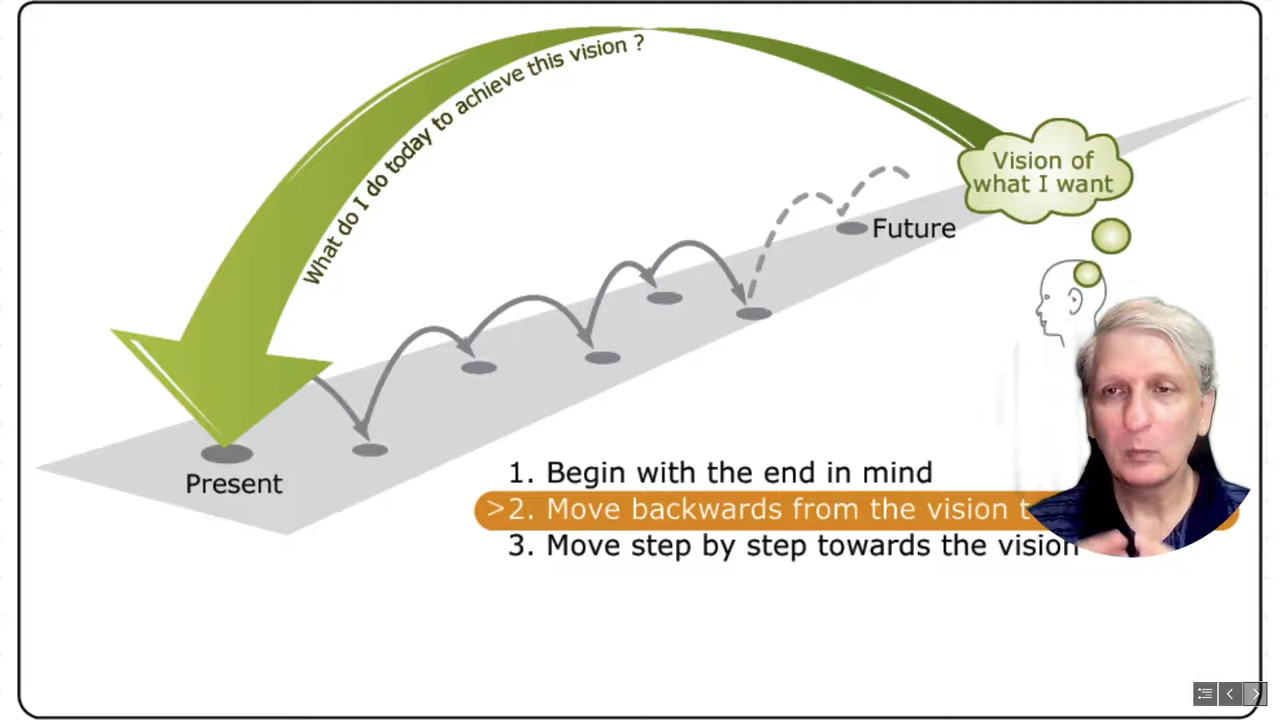 What do I do today to achieve this vision ?
Vision of
what I want
Future
Present
1. Begin with the end in mind
>2. Move backwards from the vision
3. Move step by step towards the vision